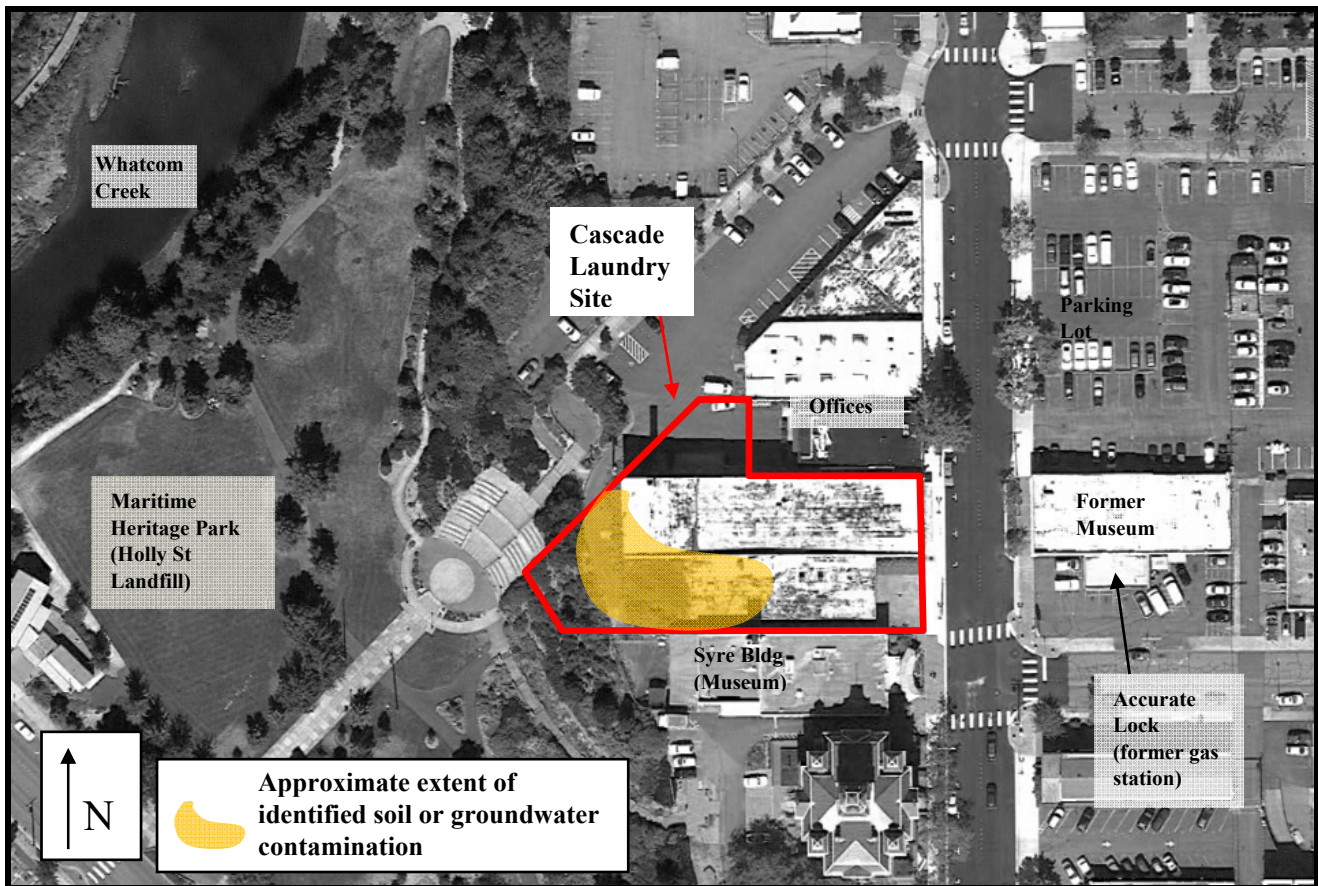 Whatcom
Creek
Cascade
Laundry
Site
Parking
Lot
Offices
Maritime
Heritage Park
(Holly St
Landfill)
Former
Museum
Syre Bldg
(Museum)
Accurate
Lock
(former gas
station)
N
Approximate extent of
identified soil or groundwater
contamination